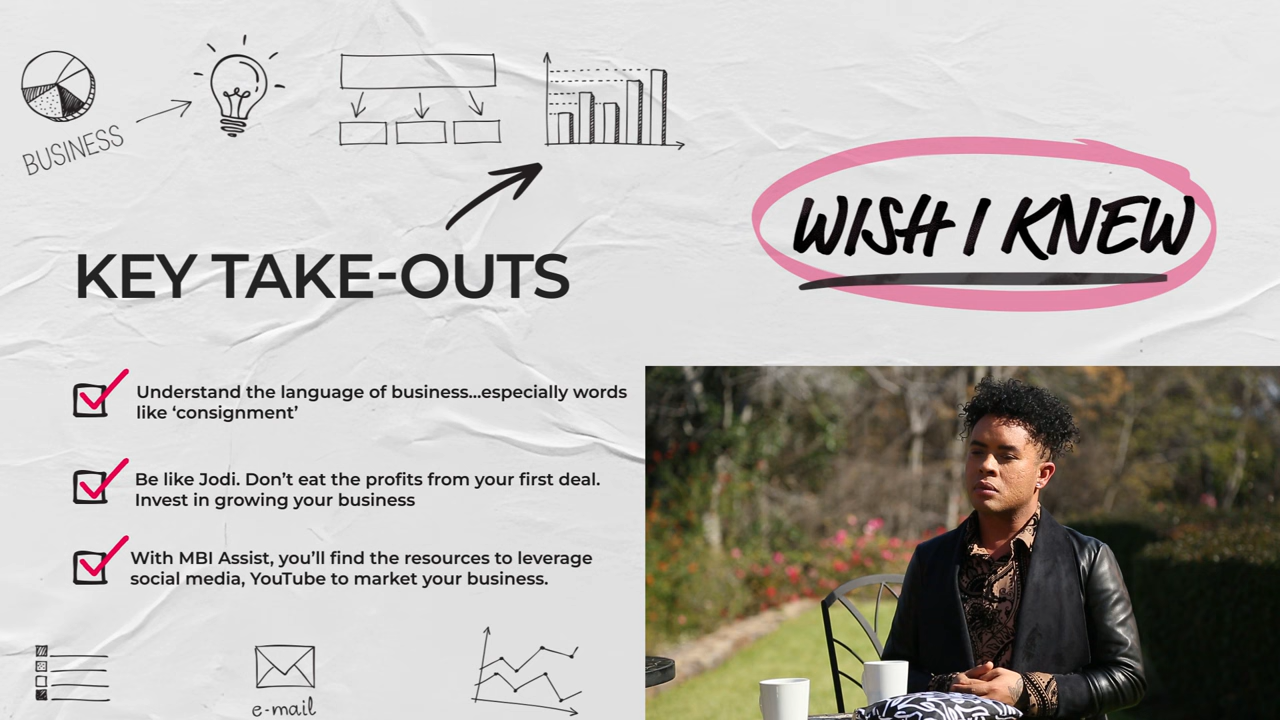 BUSINESS
WISH I KNEW
KEY TAKE-OUTS
Understand the language of business...especially words
like ‘consignment’
Be like Jodi. Don’t eat the profits from your first deal.
Invest in growing your business
With MBI Assist, you’ll find the resources to leverage
social media, YouTube to market your business.
e-mail